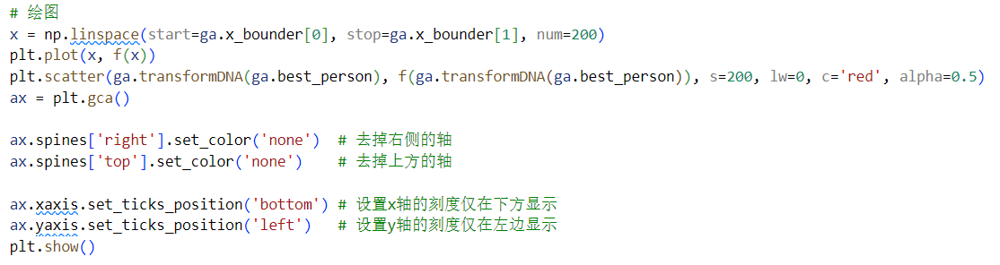 # 绘图
x = np.linspace(start=ga.x_bounder[0], stop=ga.x_bounder[1], num=200)
plt.plot(x, f(x))
plt.scatter(ga.transformDNA(ga.best_person), f(ga.transformDNA(ga.best_person)), s=200, lw=0, c='red', alpha=0.5)
ax = plt.gca()
ax.spines['right'].set_color('none')  # 去掉右侧的轴
ax.spines['top'].set_color('none')    # 去掉上方的轴
ax.xaxis.set_ticks_position('bottom') # 设置x轴的刻度仅在下方显示
ax.yaxis.set_ticks_position('left')   # 设置y轴的刻度仅在左边显示
plt.show()